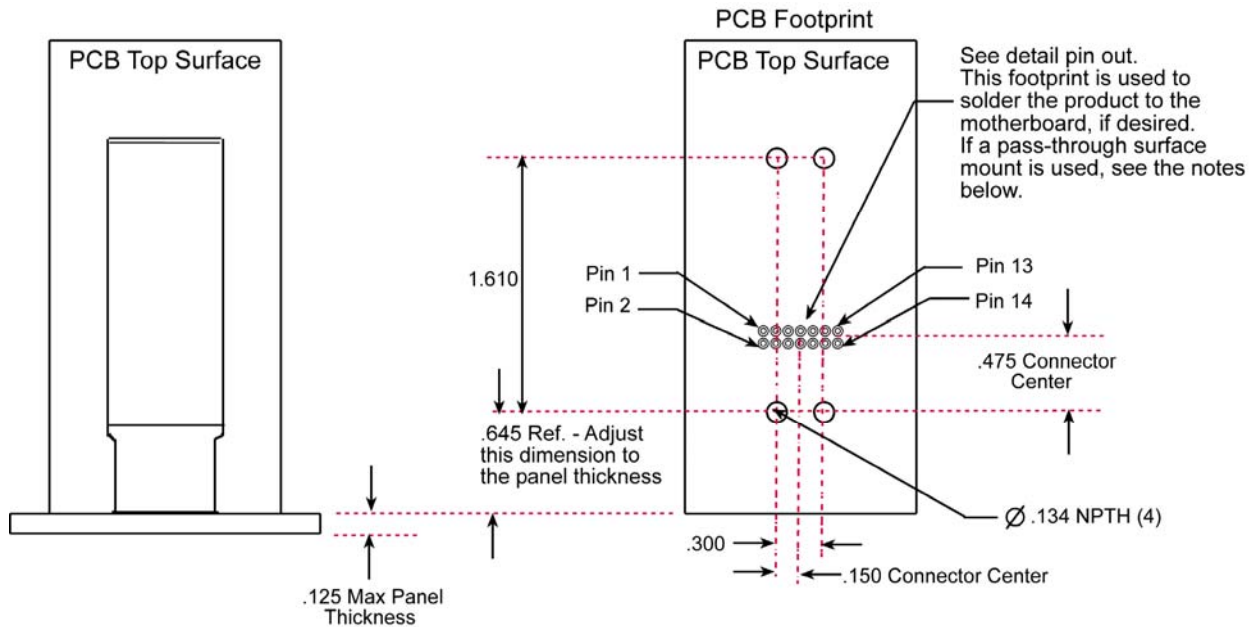 PCB Footprint
PCB Top Surface
PCB Top Surface
See detail pin out.
This footprint is used to
solder the product to the
motherboard, if desired.
If a pass-through surface
mount is used, see the notes
below.
1.610
Pin 1
Pin 2
Pin 13
Pin 14
.475 Connector
Center
.645 Ref. - Adjust
this dimension to
the panel thickness
Ø .134 NPTH (4)
.300
.150 Connector Center
.125 Max Panel
Thickness